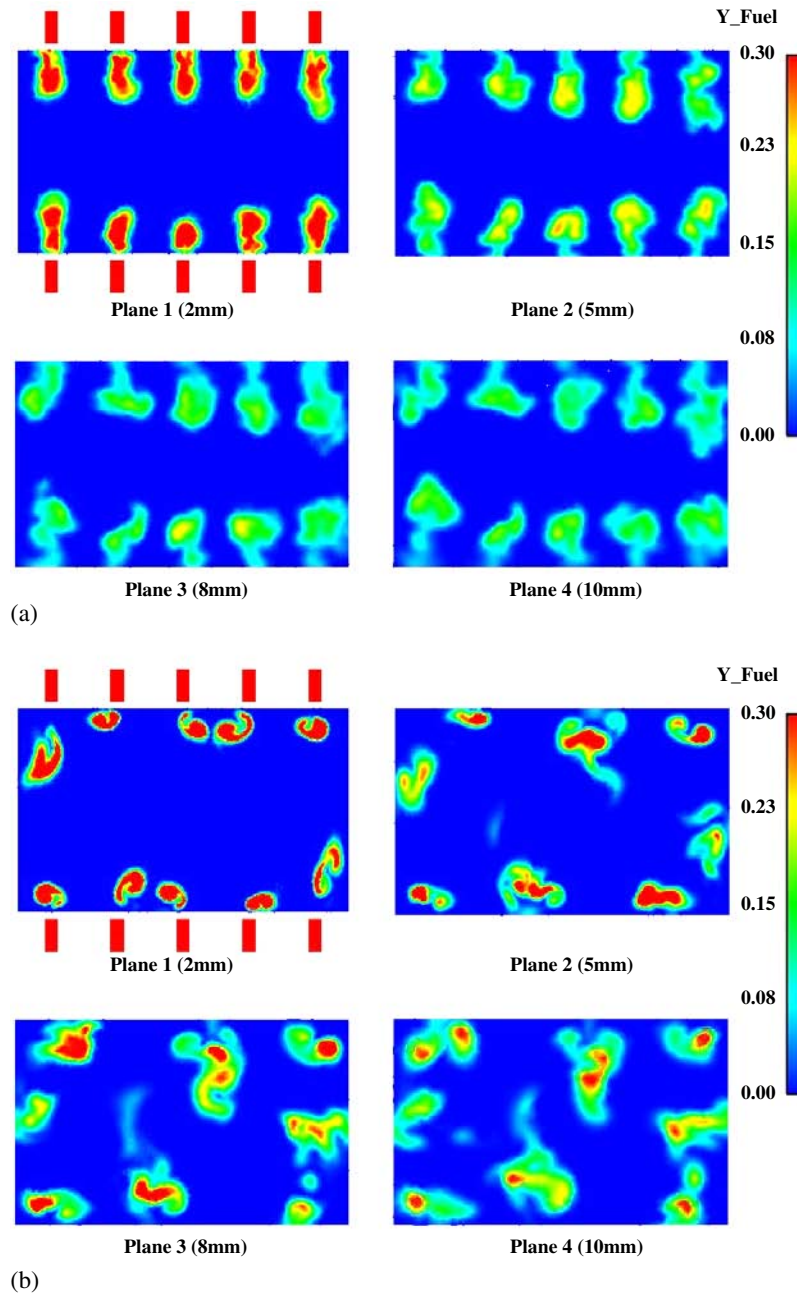 Y_Fuel
0.30
0.23
0.15
0.08
0.00
Plane 1 (2mm)
Plane 2 (5mm)
Plane 3 (8mm)
Plane 4 (10mm)
(a)
Y_Fuel
0.30
0.23
0.15
0.08
0.00
Plane 1 (2mm)
Plane 2 (5mm)
Plane 3 (8mm)
Plane 4 (10mm)
(b)